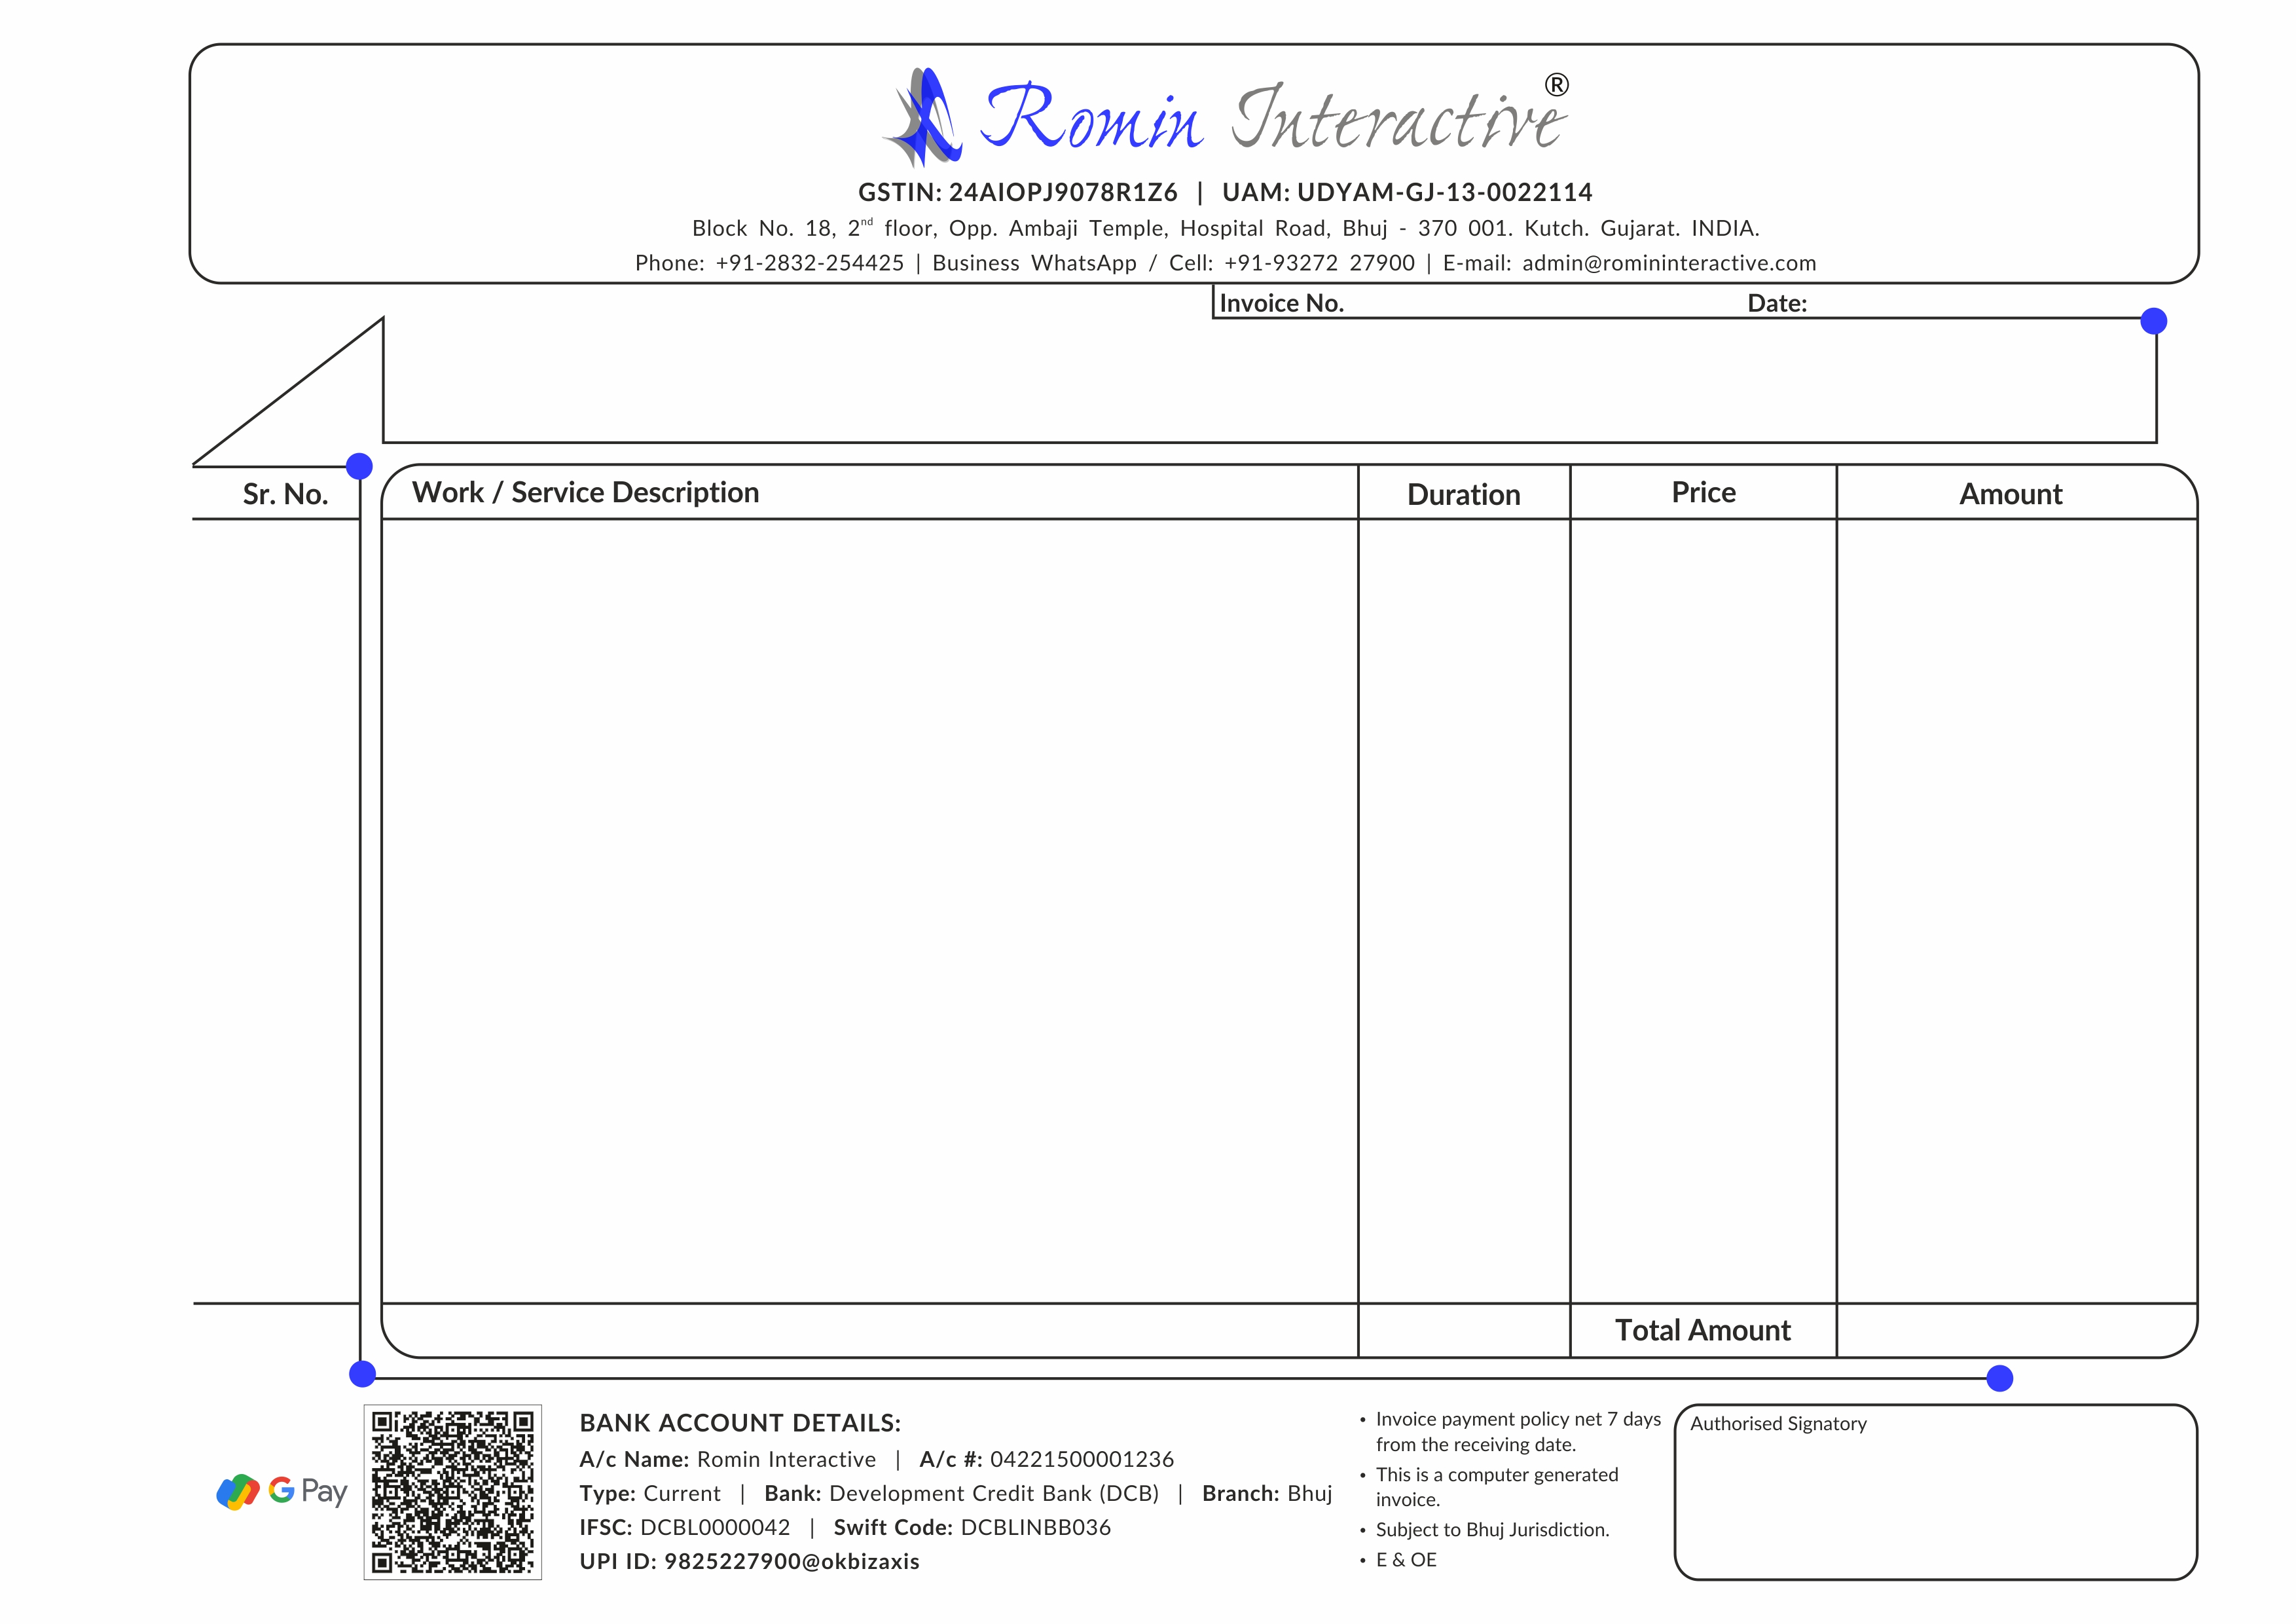 Romin Interactive®
GSTIN: 24AIOPJ9078R1Z6 | UAM: UDYAM-GJ-13-0022114
Block No. 18, 2nd floor, Opp. Ambaji Temple, Hospital Road, Bhuj - 370 001. Kutch. Gujarat. INDIA.
Phone: +91-2832-254425 | Business WhatsApp / Cell: +91-93272 27900 | E-mail: admin@romininteractive.com
Invoice No. Date:
Sr. No. Work / Service Description Duration Price Amount
Total Amount
G Pay
BANK ACCOUNT DETAILS:
A/c Name: Romin Interactive | A/c #: 04221500001236
Type: Current | Bank: Development Credit Bank (DCB) | Branch: Bhuj
IFSC: DCBL0000042 | Swift Code: DCBLINBB036
UPI ID: 9825227900@okbizaxis
• Invoice payment policy net 7 days
from the receiving date.
• This is a computer generated
invoice.
• Subject to Bhuj Jurisdiction.
• E & OE
Authorised Signatory